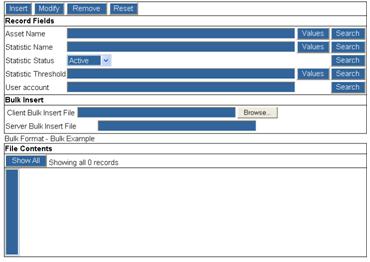 Insert Modify Remove Reset
Record Fields
Asset Name Values Search
Statistic Name Values Search
Statistic Status Active Search
Statistic Threshold Values Search
User account Search
Bulk Insert
Client Bulk Insert File Browse...
Server Bulk Insert File
Bulk Format - Bulk Example
File Contents
Show All Showing all 0 records